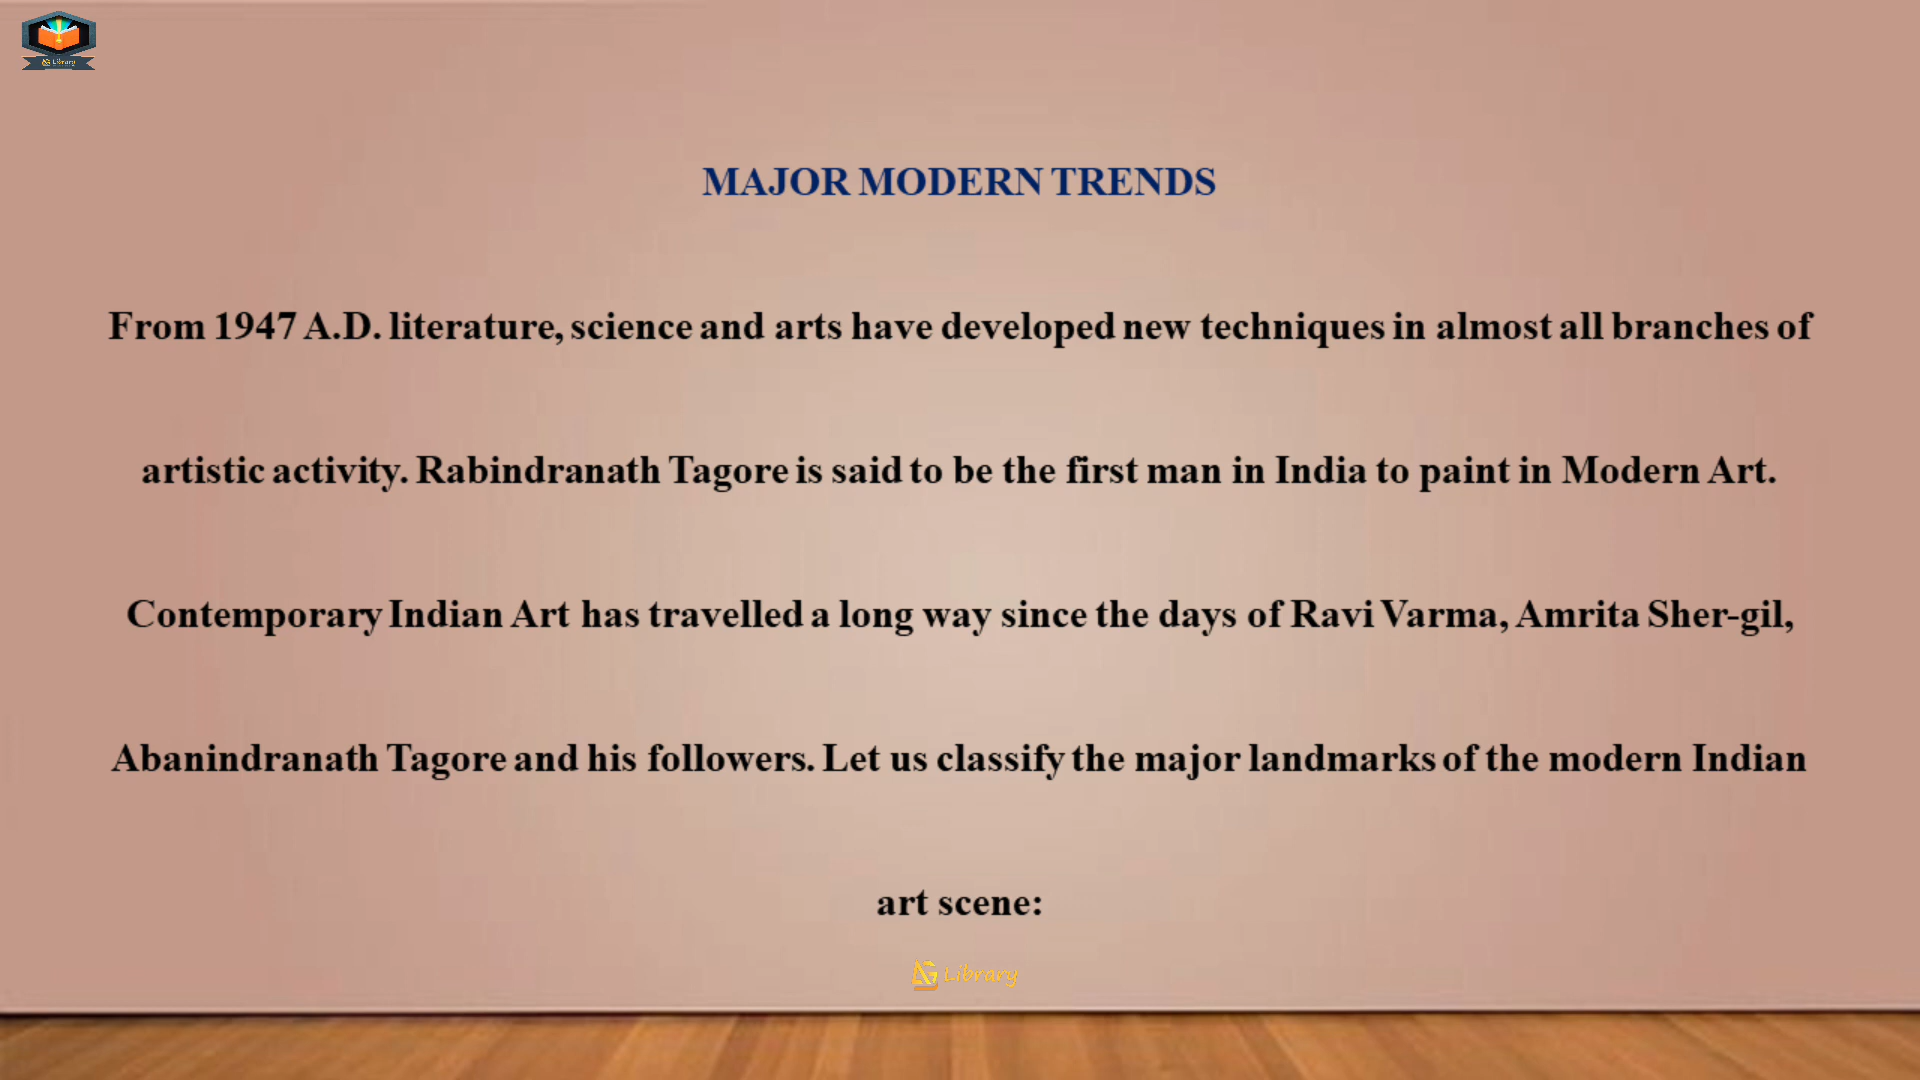 NG Library
MAJOR MODERN TRENDS
From 1947 A.D. literature, science and arts have developed new techniques in almost all branches of
artistic activity. Rabindranath Tagore is said to be the first man in India to paint in Modern Art.
Contemporary Indian Art has travelled a long way since the days of Ravi Varma, Amrita Sher-gil,
Abanindranath Tagore and his followers. Let us classify the major landmarks of the modern Indian
art scene:
NG Library